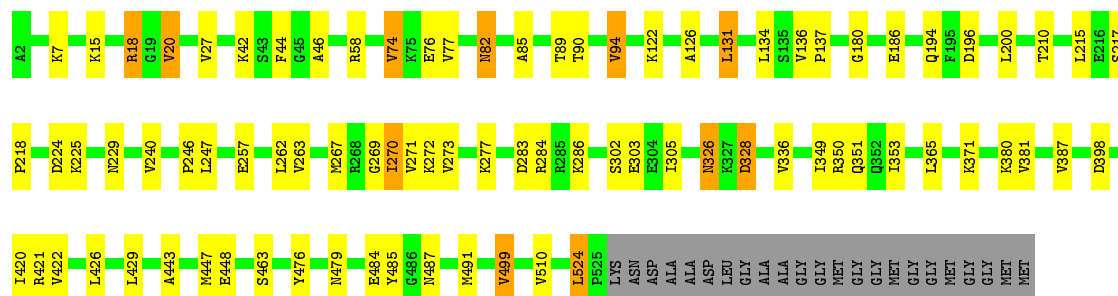 A2 K7 K15 R18 G19 V20 V27 K42 S43 F44 G45 A46 R58 V74 K75 E76 V77 N82 A85 T89 T90 V94 K122 A126 L131 L134 S135 V136 P137 G180 E186 Q194 F195 D196 L200 T210 L215 E216 S217
P218 D224 K225 N229 V240 P246 L247 E257 L262 V263 M267 R268 G269 I270 V271 K272 V273 K277 D283 R284 R285 K286 S302 E303 E304 I305 N326 K327 D328 V336 I349 R350 Q351 Q352 I353 L365 K371 K380 V381 V387 D398
I420 R421 V422 L426 L429 A443 M447 E448 S463 Y476 N479 E484 Y485 G486 N487 M491 V499 V510 L524 P525 LYS ASN ASP ALA ALA ASP LEU GLY ALA ALA GLY GLY MET GLY GLY MET GLY GLY MET GLY GLY MET MET